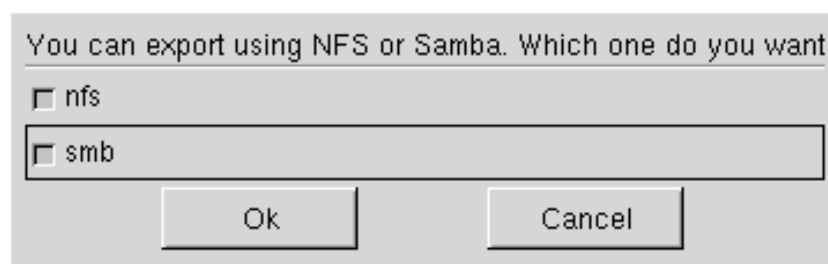 You can export using NFS or Samba. Which one do you want
nfs
smb
Ok
Cancel